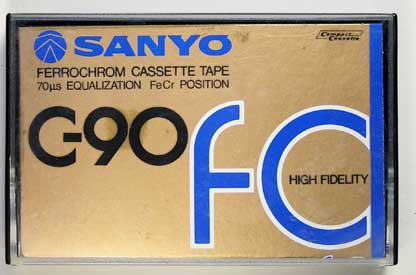 SANYO
Compact Cassette
FERROCHROM CASSETTE TAPE
70µs EQUALIZATION FeCr POSITION
C-90
fC
HIGH FIDELITY